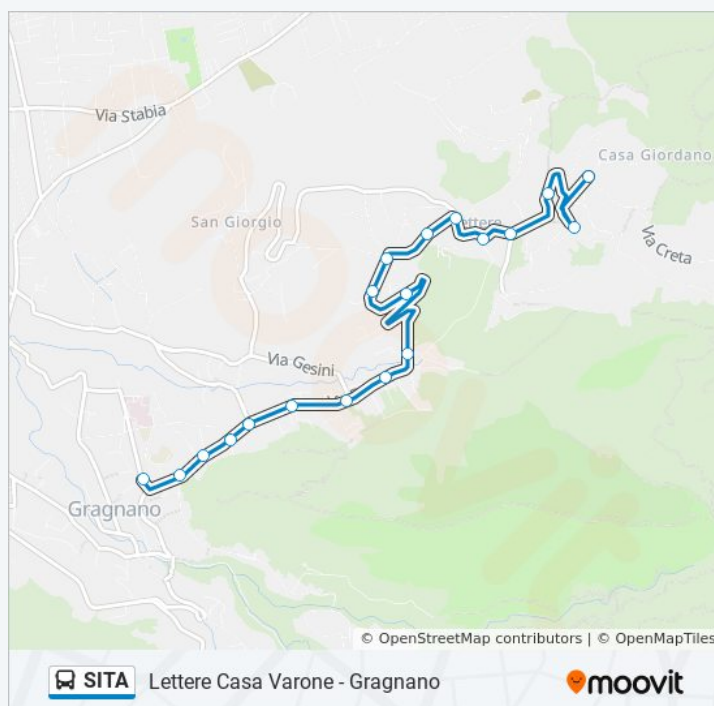 Via Stabia
Casa Giordano
San Giorgio
Lettere
Via Creta
Via Gesini
Gragnano
© OpenStreetMap contributors | © OpenMapTiles
SITA
Lettere Casa Varone - Gragnano
moovit